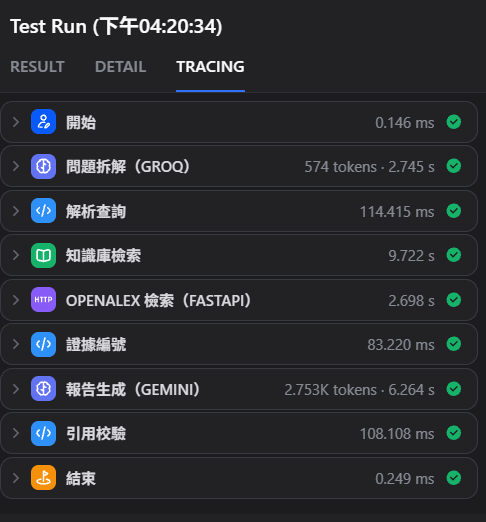 Test Run (下午04:20:34)
RESULT DETAIL TRACING
開始 0.146 ms
問題拆解（GROQ） 574 tokens · 2.745 s
解析查詢 114.415 ms
知識庫檢索 9.722 s
HTTP OPENALEX 檢索（FASTAPI） 2.698 s
證據編號 83.220 ms
報告生成（GEMINI） 2.753K tokens · 6.264 s
引用校驗 108.108 ms
結束 0.249 ms